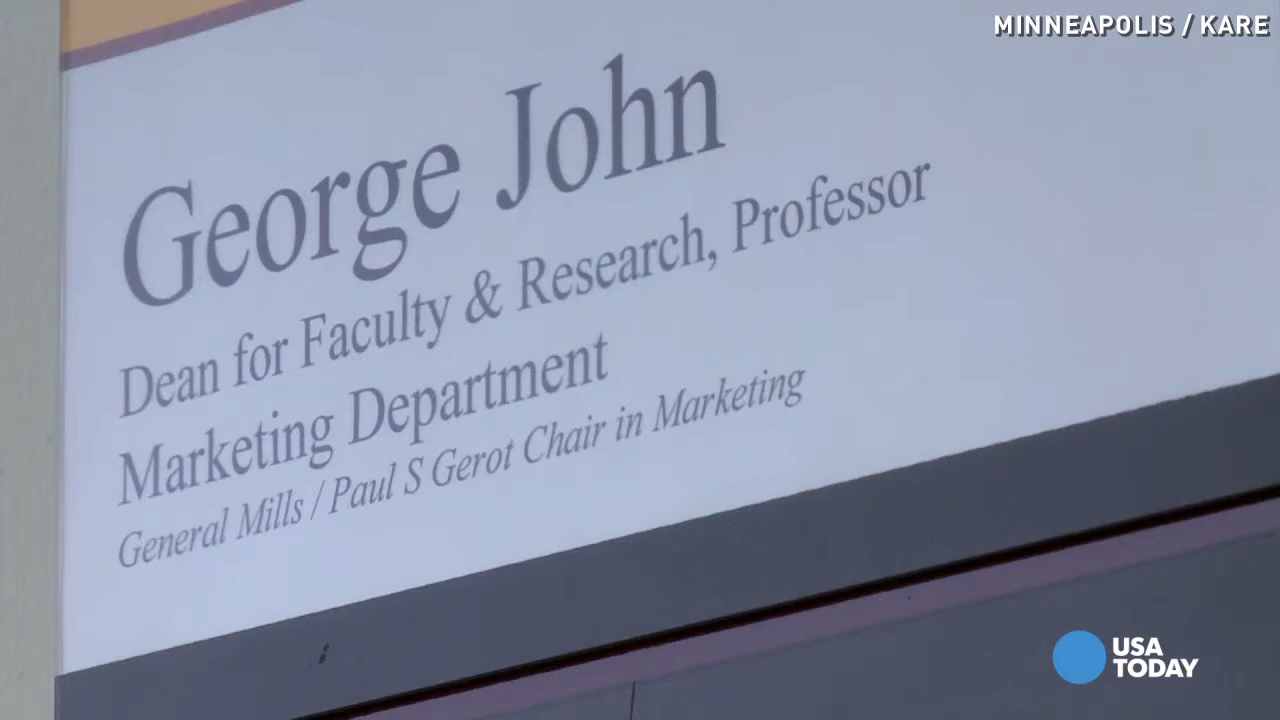 MINNEAPOLIS / KARE
George John
Dean for Faculty & Research, Professor
Marketing Department
General Mills / Paul S Gerot Chair in Marketing
USA
TODAY